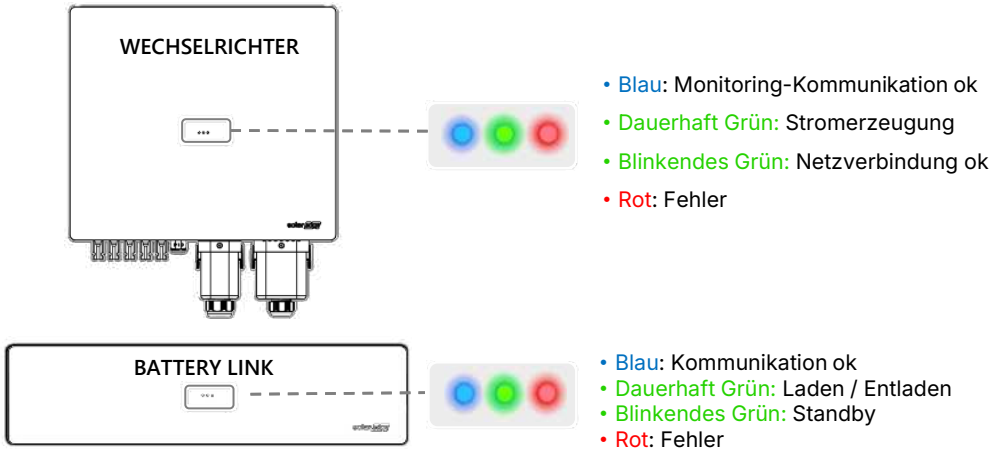 WECHSELRICHTER
• Blau: Monitoring-Kommunikation ok
• Dauerhaft Grün: Stromerzeugung
• Blinkendes Grün: Netzverbindung ok
• Rot: Fehler
BATTERY LINK
• Blau: Kommunikation ok
• Dauerhaft Grün: Laden / Entladen
• Blinkendes Grün: Standby
• Rot: Fehler